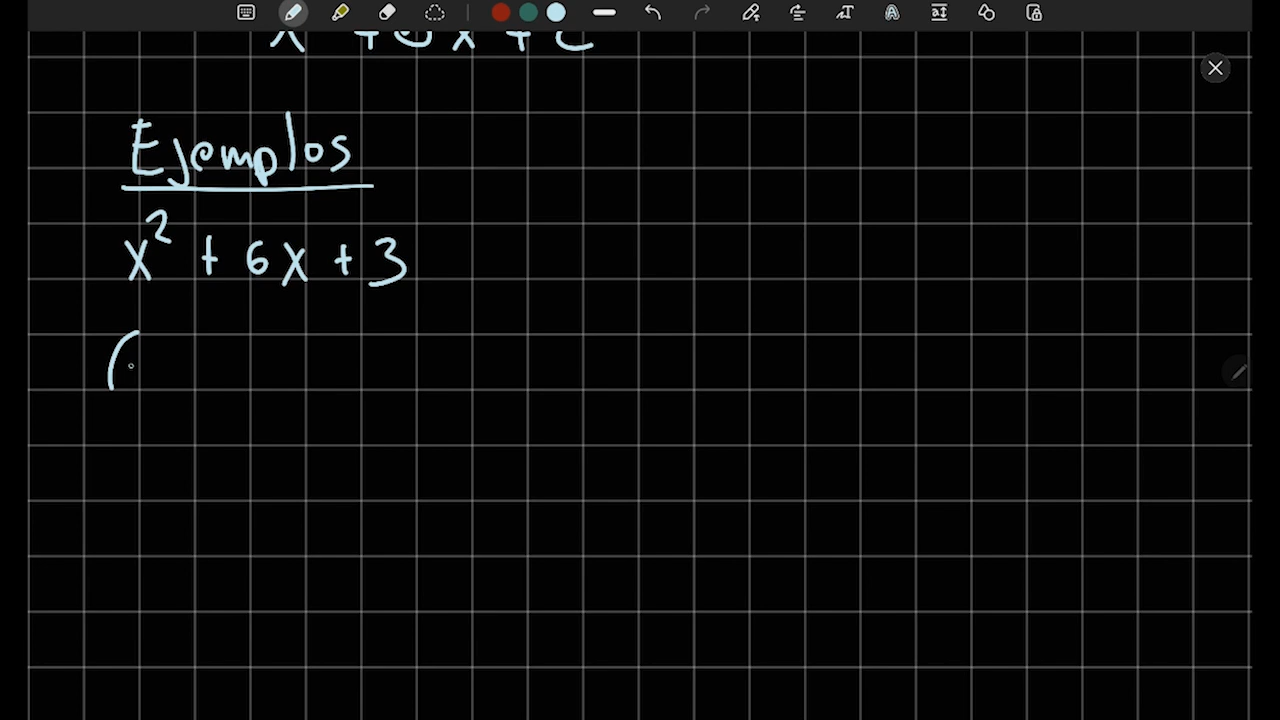 Ejemplos
x² + 6x + 3
(